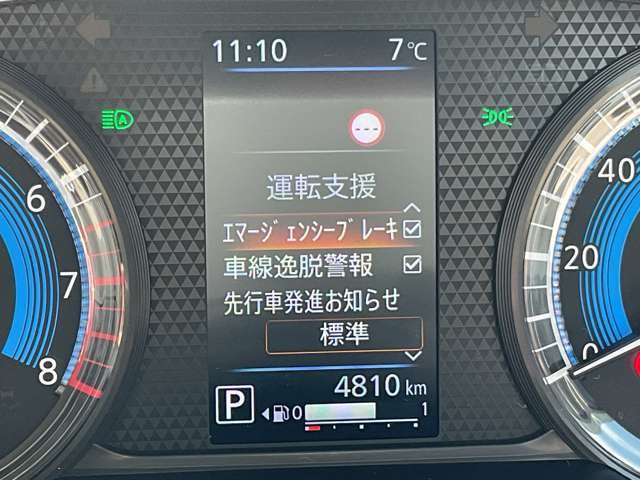 11:10 7℃
---
A
運転支援
ｴﾏｰｼﾞｪﾝｼｰﾌﾞﾚｰｷ
車線逸脱警報
先行車発進お知らせ
標準
4810 km
P 0 1
6
7
8
40
20
0